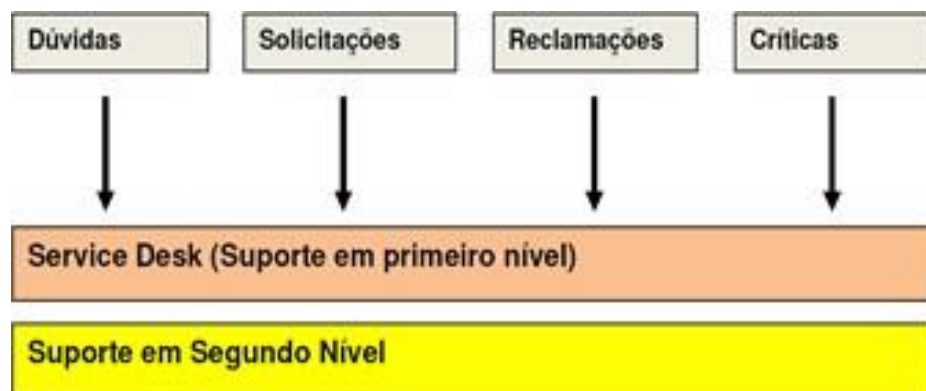 Dúvidas
Solicitações
Reclamações
Críticas
Service Desk (Suporte em primeiro nível)
Suporte em Segundo Nível